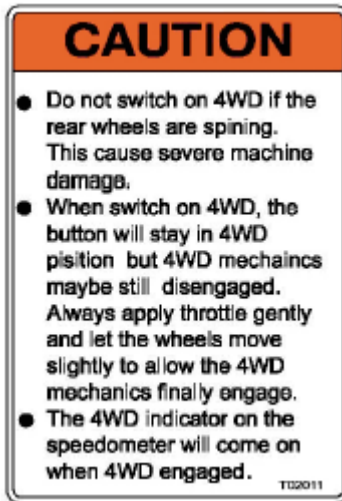 CAUTION
● Do not switch on 4WD if the
rear wheels are spining.
This cause severe machine
damage.
● When switch on 4WD, the
button will stay in 4WD
pisition but 4WD mechaincs
maybe still disengaged.
Always apply throttle gently
and let the wheels move
slightly to allow the 4WD
mechanics finally engage.
● The 4WD indicator on the
speedometer will come on
when 4WD engaged.
T02011